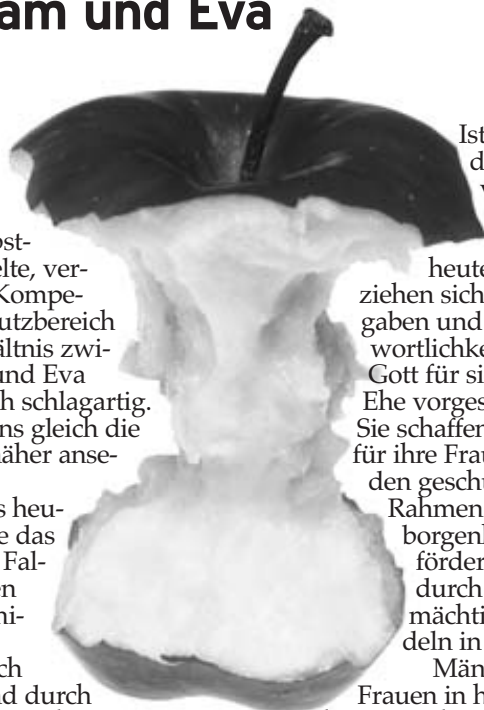 am und Eva
elte, ver-
Kompe-
utzbereich
ältnis zwi-
und Eva
h schlagartig.
ns gleich die
äher anse-
s heu-
e das
Fal-
en
ni-
ch
d durch
Ist
d
heute
ziehen sich
gaben und
wortlichke
Gott für si
Ehe vorges
Sie schaffen
für ihre Frau
den geschü
Rahmen
borgenh
förder
durch
mächti
deln in
Män
Frauen in h